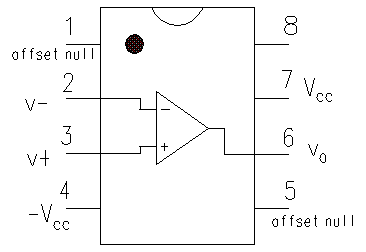 1 8
offset null
2 7 Vcc
v-
− +
3 6
v+ vo
4 5
-Vcc offset null